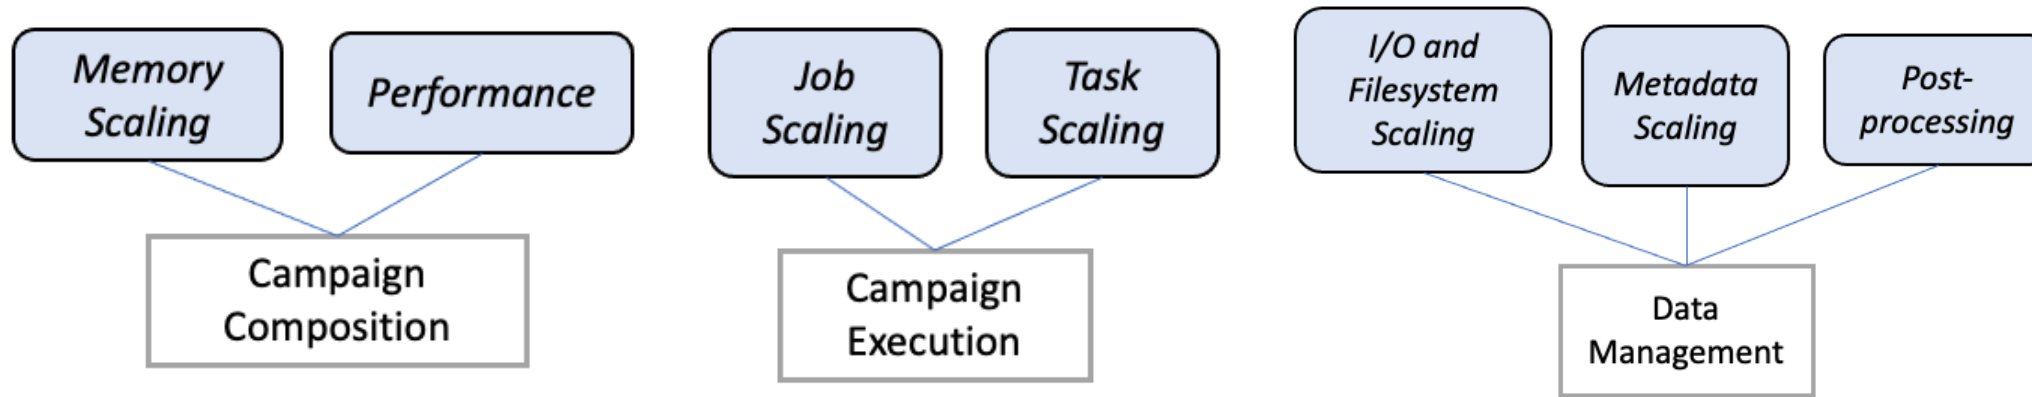 Memory
Scaling
Performance
Job
Scaling
Task
Scaling
I/O and
Filesystem
Scaling
Metadata
Scaling
Post-
processing
Campaign
Composition
Campaign
Execution
Data
Management